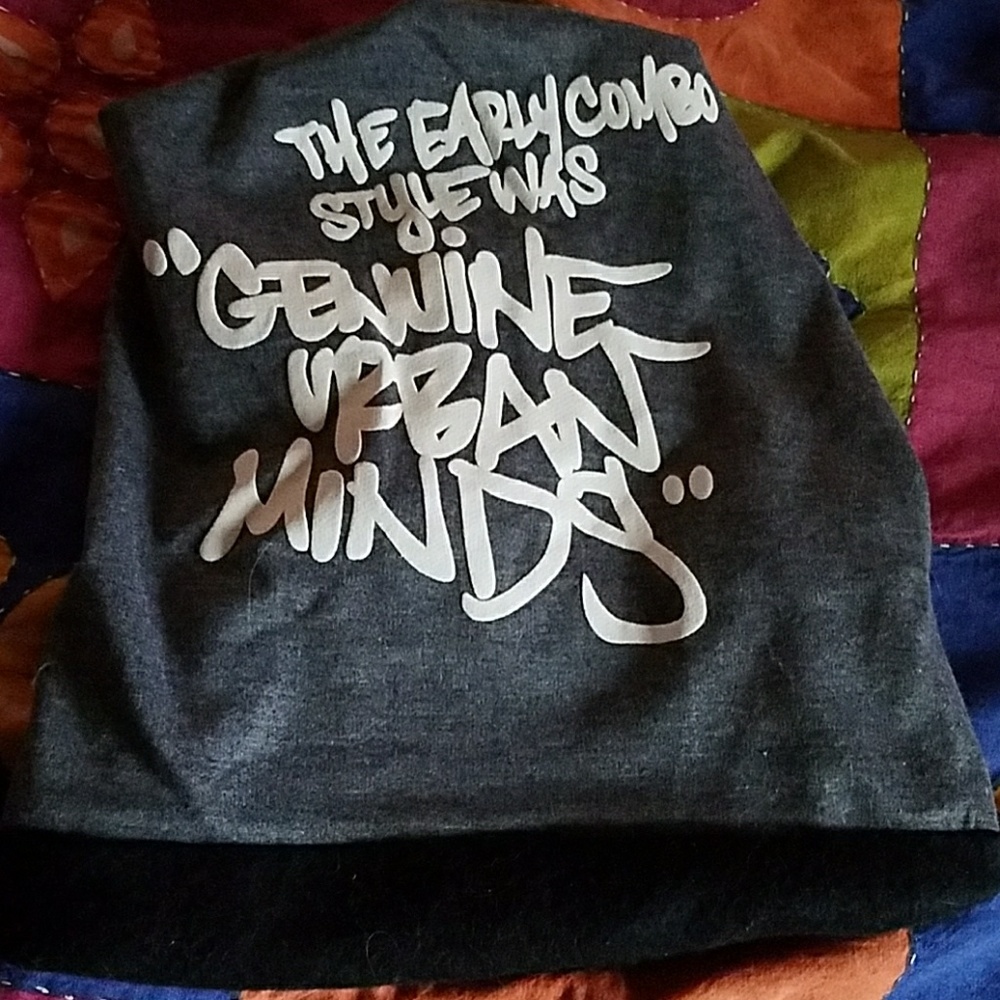 THE EARLY COMBO
STYLE WAS
"GENUINE
URBAN
MINDS"